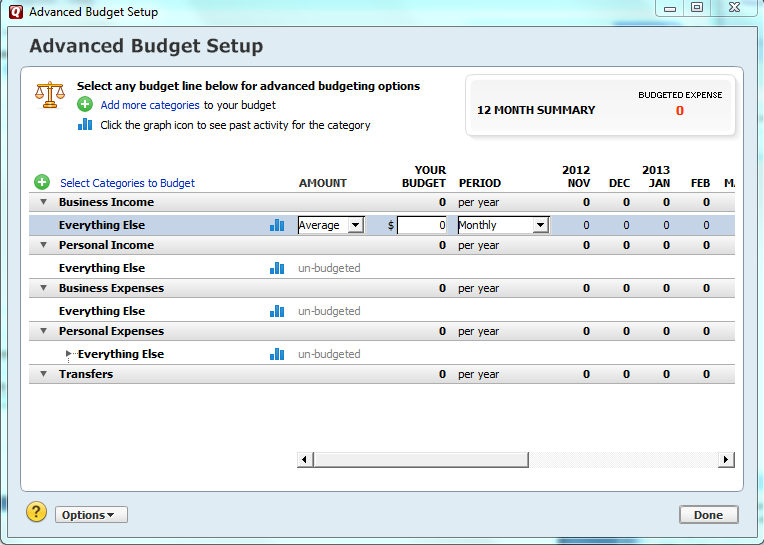 Advanced Budget Setup
Advanced Budget Setup
Select any budget line below for advanced budgeting options
Add more categories to your budget
Click the graph icon to see past activity for the category
12 MONTH SUMMARY
BUDGETED EXPENSE
0
Select Categories to Budget AMOUNT YOUR BUDGET PERIOD 2012 NOV DEC 2013 JAN FEB
Business Income 0 per year 0 0 0 0
Everything Else Average $ 0 Monthly 0 0 0 0
Personal Income 0 per year 0 0 0 0
Everything Else un-budgeted
Business Expenses 0 per year 0 0 0 0
Everything Else un-budgeted
Personal Expenses 0 per year 0 0 0 0
Everything Else un-budgeted
Transfers 0 per year 0 0 0 0
? Options Done